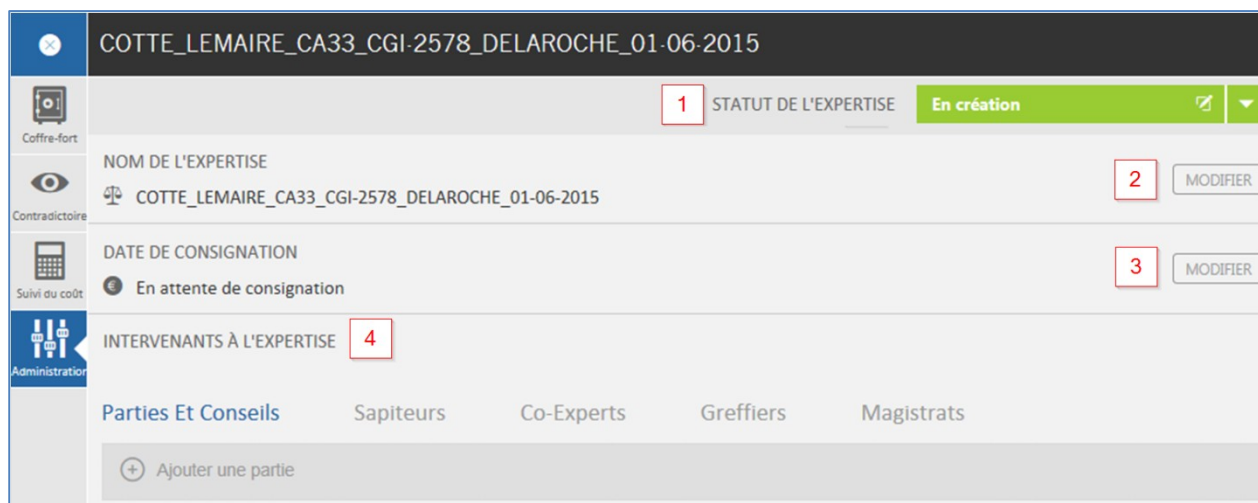 COTTE_LEMAIRE_CA33_CGI-2578_DELAROCHE_01-06-2015
1 STATUT DE L'EXPERTISE En création
Coffre-fort
NOM DE L'EXPERTISE
COTTE_LEMAIRE_CA33_CGI-2578_DELAROCHE_01-06-2015
2 MODIFIER
Contradictoire
DATE DE CONSIGNATION
En attente de consignation
3 MODIFIER
Suivi du coût
INTERVENANTS À L'EXPERTISE 4
Administration
Parties Et Conseils Sapiteurs Co-Experts Greffiers Magistrats
Ajouter une partie